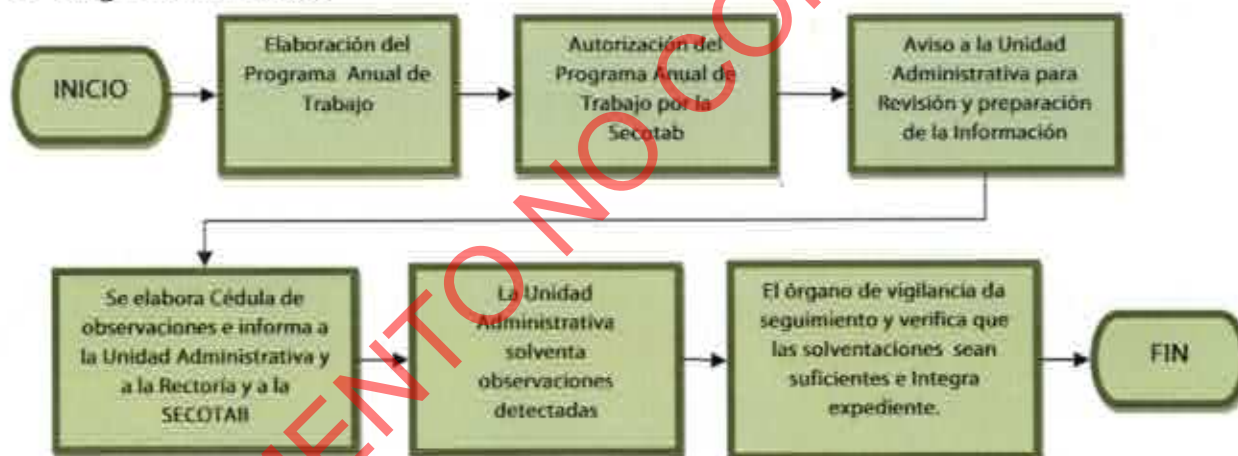 INICIO
Elaboración del
Programa Anual de
Trabajo
Autorización del
Programa Anual de
Trabajo por la
Secotab
Aviso a la Unidad
Administrativa para
Revisión y preparación
de la Información
Se elabora Cédula de
observaciones e informa a
la Unidad Administrativa y
a la Rectoría y a la
SECOTAB
La Unidad
Administrativa
solventa
observaciones
detectadas
El órgano de vigilancia da
seguimiento y verifica que
las solventaciones sean
suficientes e Integra
expediente.
FIN
MENTO NO CO